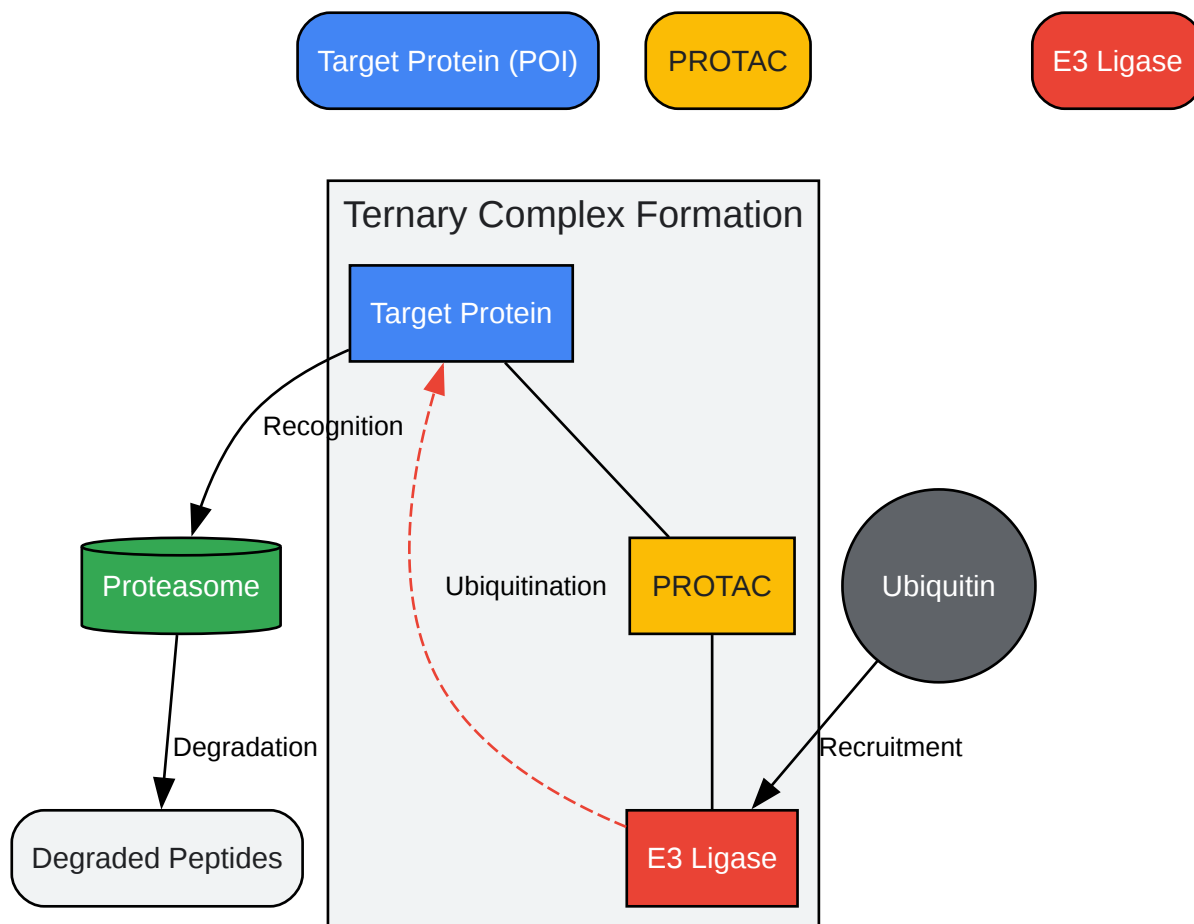 Target Protein (POI)
PROTAC
E3 Ligase
Ternary Complex Formation
Target Protein
Recognition
Proteasome
Ubiquitination
PROTAC
Ubiquitin
Degradation
Recruitment
Degraded Peptides
E3 Ligase